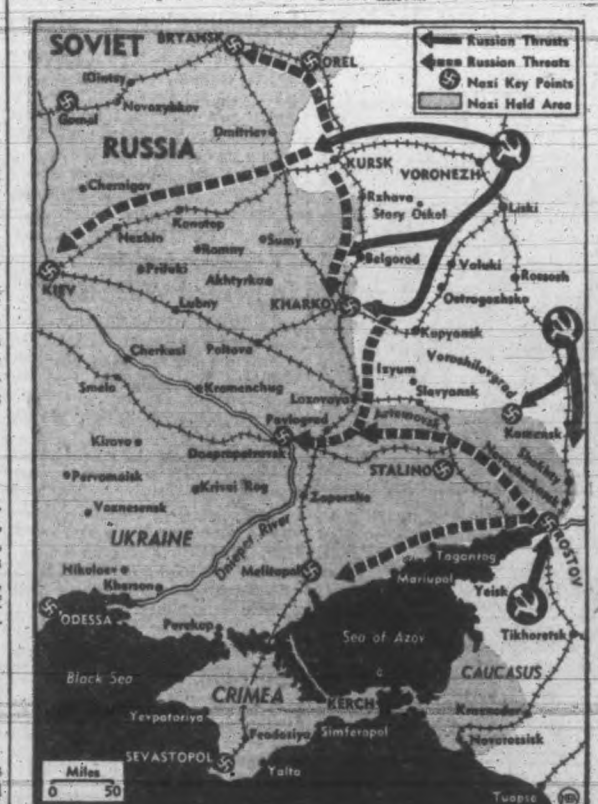 Russian Thrusts
Russian Threats
Nazi Key Points
Nazi Held Area
SOVIET
RUSSIA
BRYANSK
OREL
Gomel
Novozybkov
Dmitriev
KURSK
VORONEZH
Chernigov
Rzhava
Stary Oskol
Liski
Nezhin
Konotop
Romny
Sumy
Belgorod
Valuki
Rossosh
KIEV
Priluki
Akhtyrka
Ostrogozhsko
Lubny
KHARKOV
Kupyansk
Cherkasi
Poltava
Izyum
Voroshilovgrad
Smela
Kremenchug
Lozovaya
Slavyansk
Artemovsk
Kamensk
Kirovo
Pavlograd
Dnepropetrovsk
STALINO
Shakhty
Novocherkassk
Pervomaisk
Krivoi Rog
Zaporozhe
Voznesensk
ROSTOV
UKRAINE
Dnieper River
Taganrog
Mariupol
Nikolaev
Melitopol
Yeisk
Kherson
ODESSA
Perekop
Sea of Azov
Tikhoretsk
Black Sea
CRIMEA
CAUCASUS
KERCH
Krasnodar
Yevpatoriya
Feodosiya
Simferopol
Novorossisk
SEVASTOPOL
Yalta
Miles
0 50
Tuapse